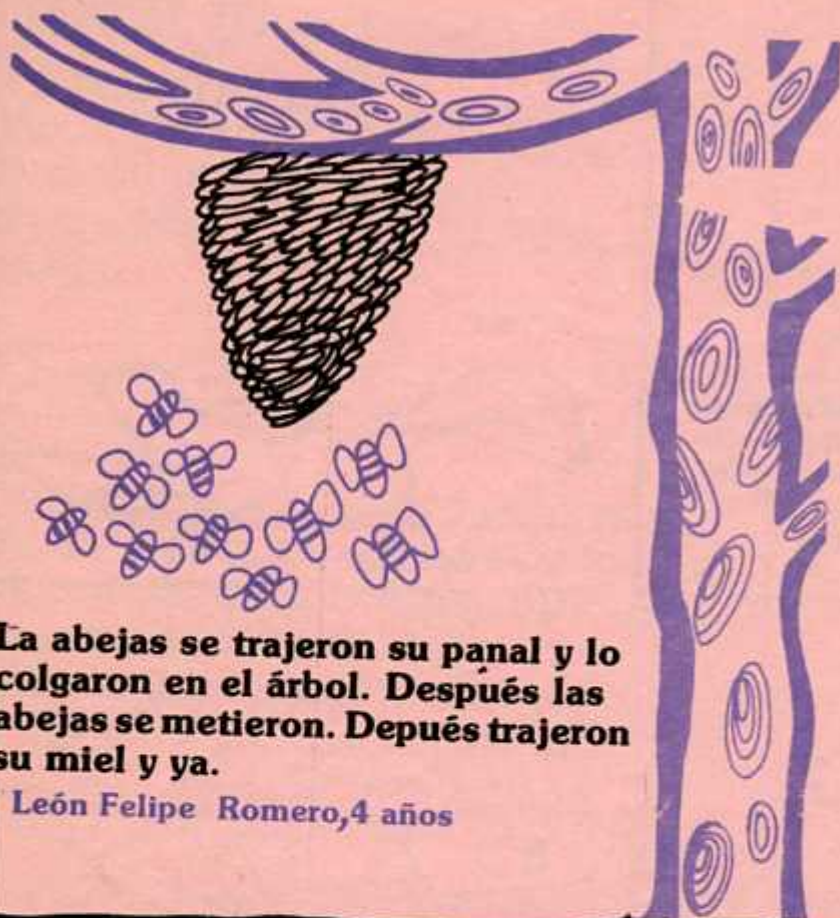 La abejas se trajeron su panal y lo
colgaron en el árbol. Después las
abejas se metieron. Depués trajeron
su miel y ya.
León Felipe Romero,4 años